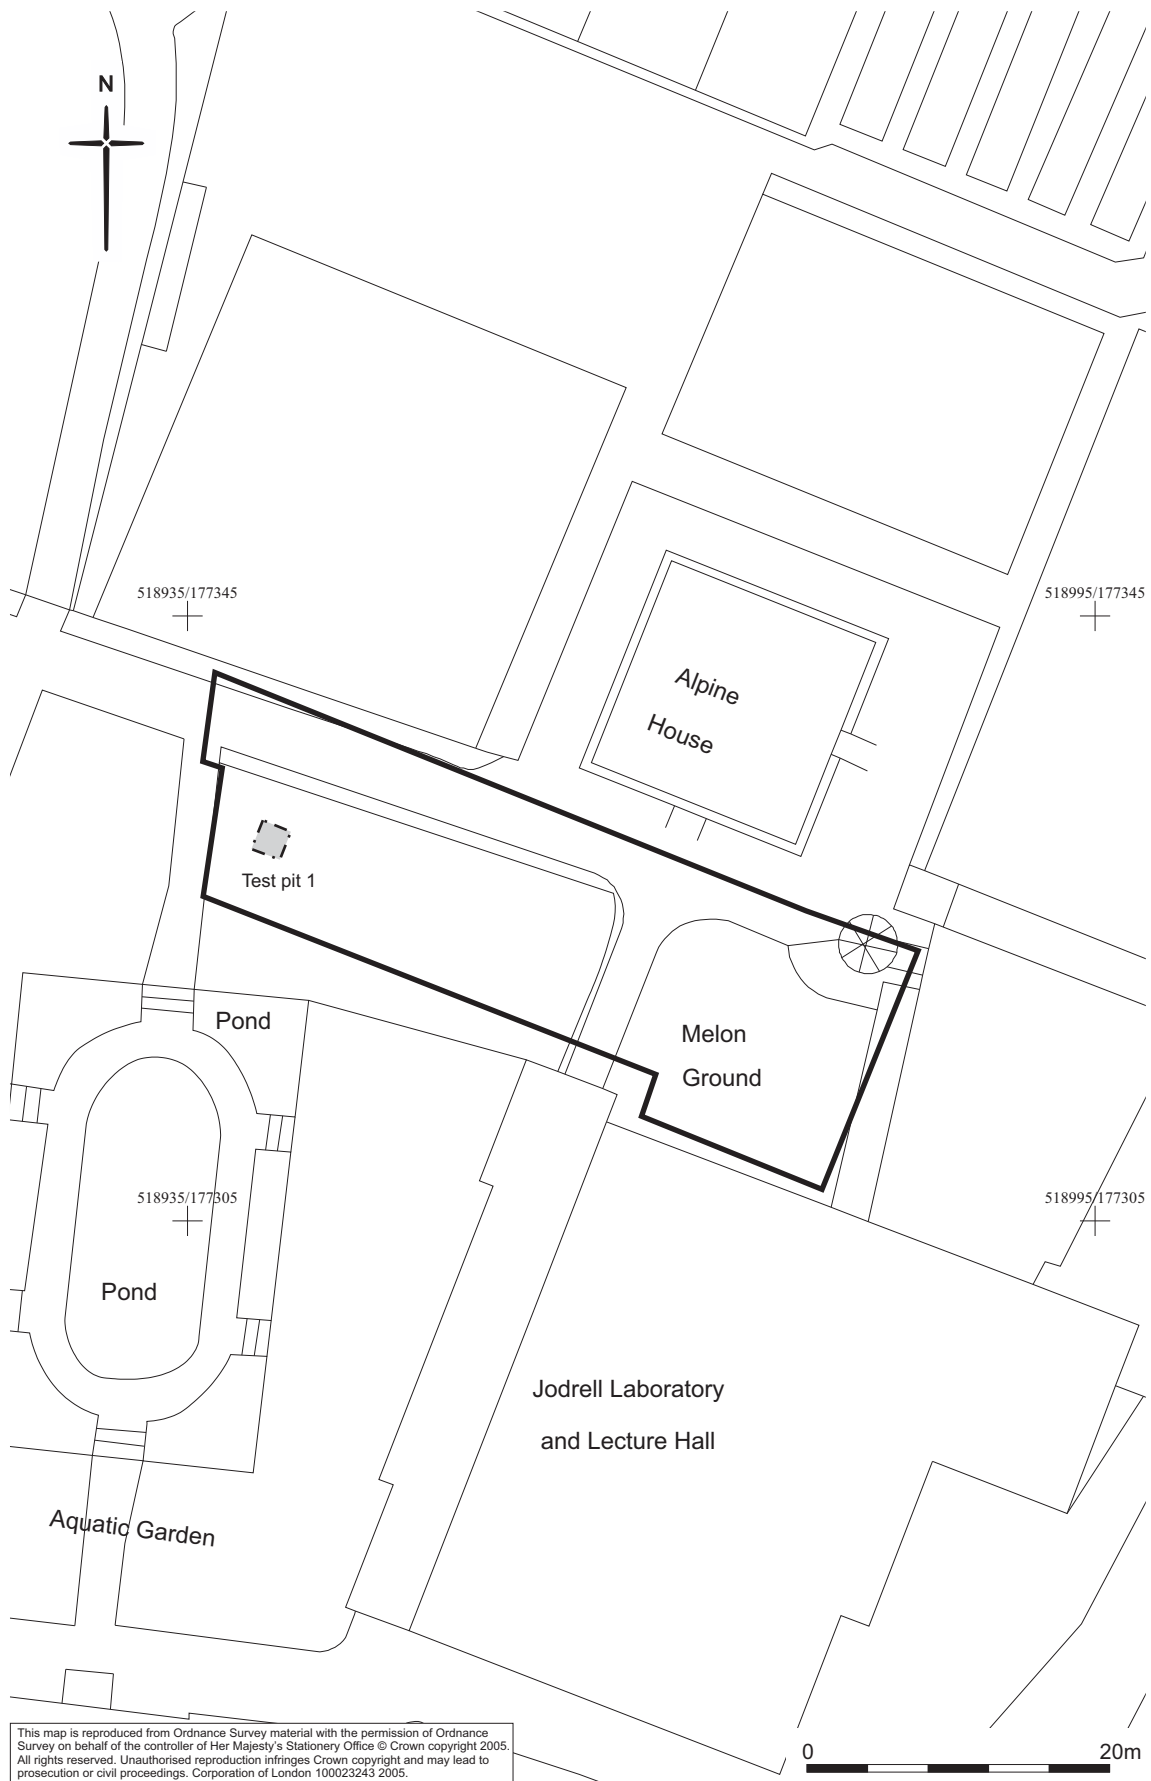 N
518935/177345
518995/177345
Alpine
House
Test pit 1
Pond
Melon
Ground
518935/177305
518995/177305
Pond
Jodrell Laboratory
and Lecture Hall
Aquatic Garden
This map is reproduced from Ordnance Survey material with the permission of Ordnance
Survey on behalf of the controller of Her Majesty's Stationery Office © Crown copyright 2005.
All rights reserved. Unauthorised reproduction infringes Crown copyright and may lead to
prosecution or civil proceedings. Corporation of London 100023243 2005.
0
20m